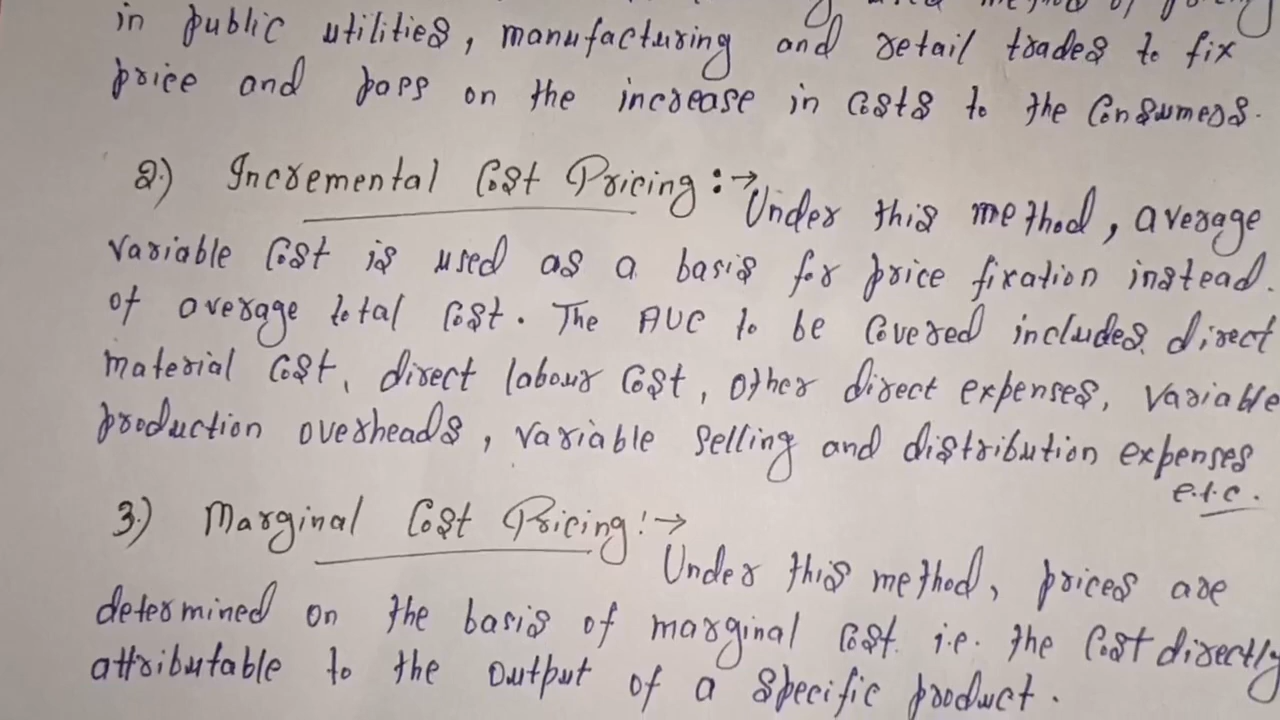 in public utilities, manufacturing and retail trades to fix
price and pass on the increase in Costs to the Consumers.
2) Incremental Cost Pricing :→ Under this method, average
Variable Cost is used as a basis for price fixation instead.
of average total Cost. The AVC to be Covered includes direct
material Cost, direct labour Cost, Other direct expenses, Variable
production overheads, variable Selling and distribution expenses
e.t.c.
3) Marginal Cost Pricing :→ Under this method, prices are
determined on the basis of marginal Cost i.e. the Cost directly
attributable to the Output of a Specific product.